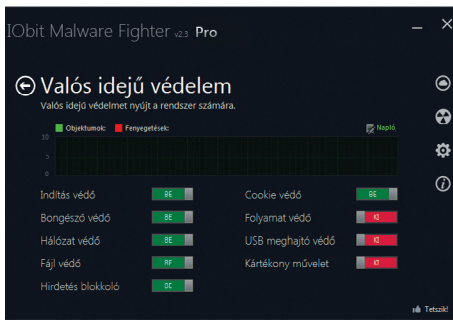 IObit Malware Fighter v2.3 Pro
Valós idejű védelem
Valós idejű védelmet nyújt a rendszer számára.
Objektumok: Fenyegetések: Napló
10
5
0
Indítás védő BE
Cookie védő BE
Bongésző védő BE
Folyamat védő KI
Hálózat védő BE
USB meghajtó védő KI
Fájl védő BE
Kártékony művelet KI
Hirdetés blokkoló BE
Tetszik!